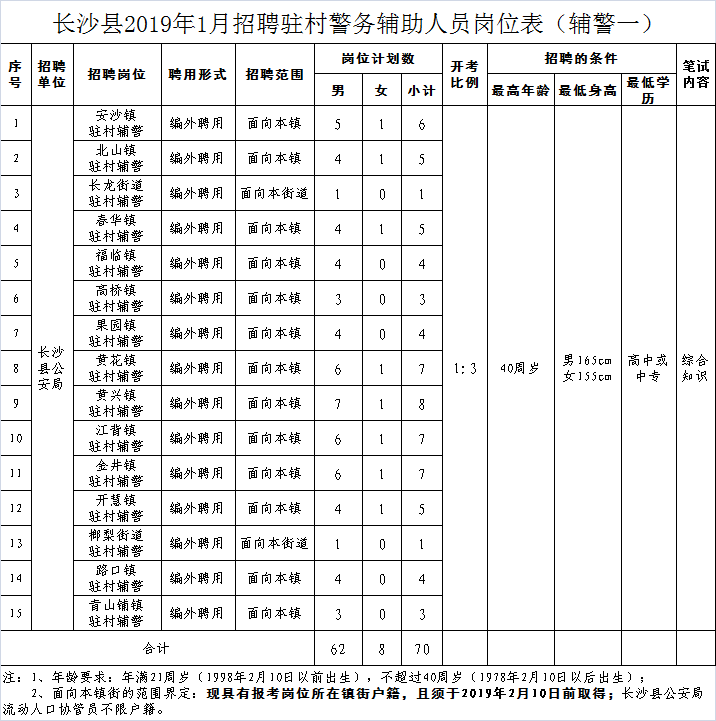 长沙县2019年1月招聘驻村警务辅助人员岗位表（辅警一）
序号 招聘单位 招聘岗位 聘用形式 招聘范围 岗位计划数 开考比例 招聘的条件 笔试内容
男 女 小计 最高年龄 最低身高 最低学历
1 安沙镇驻村辅警 编外聘用 面向本镇 5 1 6
2 北山镇驻村辅警 编外聘用 面向本镇 4 1 5
3 长龙街道驻村辅警 编外聘用 面向本街道 1 0 1
4 春华镇驻村辅警 编外聘用 面向本镇 4 1 5
5 福临镇驻村辅警 编外聘用 面向本镇 4 0 4
6 高桥镇驻村辅警 编外聘用 面向本镇 3 0 3
7 果园镇驻村辅警 编外聘用 面向本镇 4 0 4
8 长沙县公安局 黄花镇驻村辅警 编外聘用 面向本镇 6 1 7 1：3 40周岁 男165cm女155cm 高中或中专 综合知识
9 黄兴镇驻村辅警 编外聘用 面向本镇 7 1 8
10 江背镇驻村辅警 编外聘用 面向本镇 6 1 7
11 金井镇驻村辅警 编外聘用 面向本镇 6 1 7
12 开慧镇驻村辅警 编外聘用 面向本镇 4 1 5
13 榔梨街道驻村辅警 编外聘用 面向本街道 1 0 1
14 路口镇驻村辅警 编外聘用 面向本镇 4 0 4
15 青山铺镇驻村辅警 编外聘用 面向本镇 3 0 3
合计 62 8 70
注：1、年龄要求：年满21周岁（1998年2月10日以前出生），不超过40周岁（1978年2月10日以后出生）；
2、面向本镇街的范围界定：现具有报考岗位所在镇街户籍，且须于2019年2月10日前取得；长沙县公安局
流动人口协管员不限户籍。